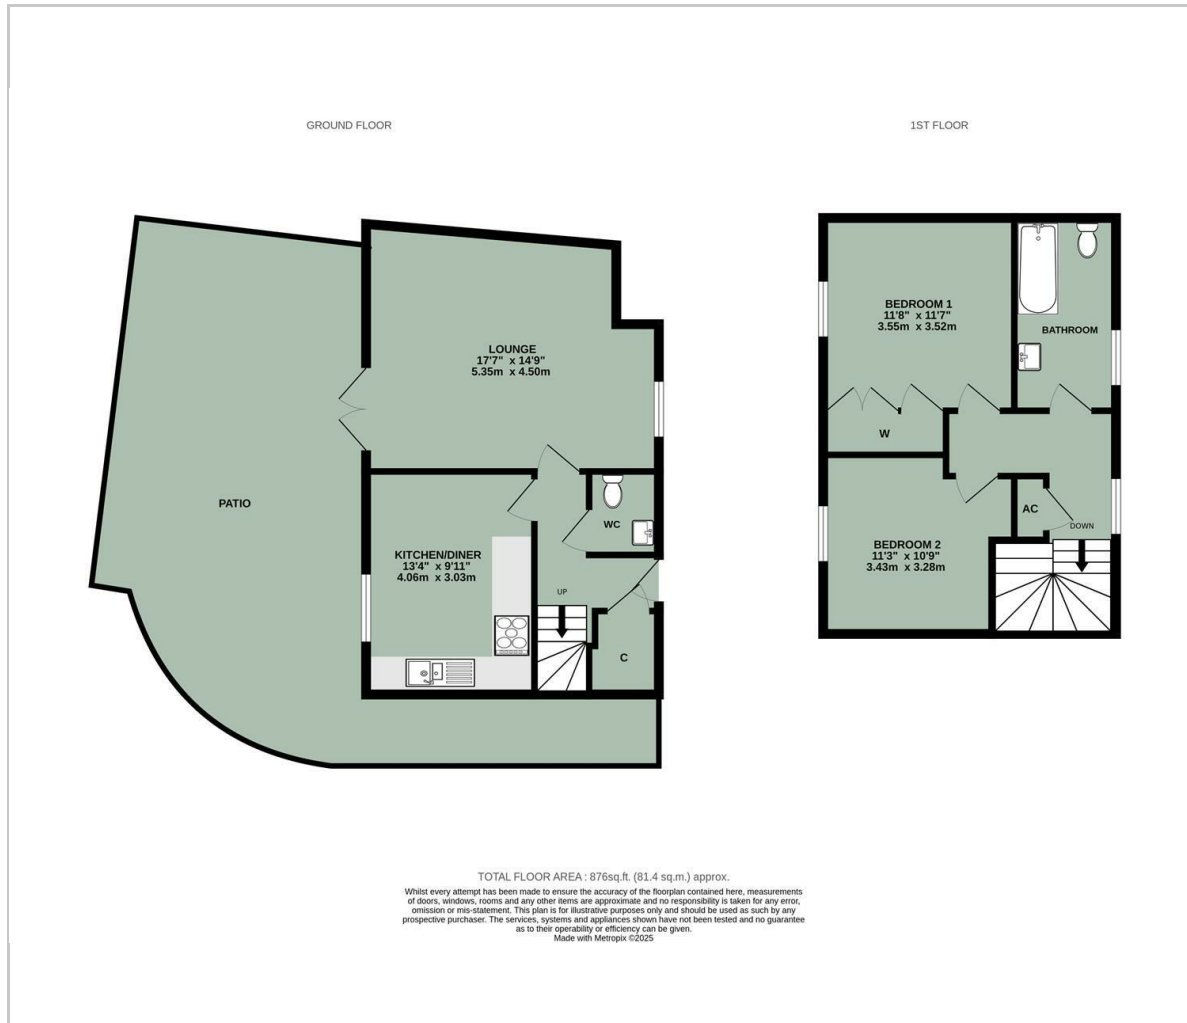 GROUND FLOOR
LOUNGE
17'7" x 14'9"
5.35m x 4.50m
PATIO
KITCHEN/DINER
13'4" x 9'11"
4.06m x 3.03m
WC
UP
C
1ST FLOOR
BEDROOM 1
11'8" x 11'7"
3.55m x 3.52m
BATHROOM
W
BEDROOM 2
11'3" x 10'9"
3.43m x 3.28m
AC
DOWN
TOTAL FLOOR AREA : 876sq.ft. (81.4 sq.m.) approx.
Whilst every attempt has been made to ensure the accuracy of the floorplan contained here, measurements
of doors, windows, rooms and any other items are approximate and no responsibility is taken for any error,
omission or mis-statement. This plan is for illustrative purposes only and should be used as such by any
prospective purchaser. The services, systems and appliances shown have not been tested and no guarantee
as to their operability or efficiency can be given.
Made with Metropix ©2025